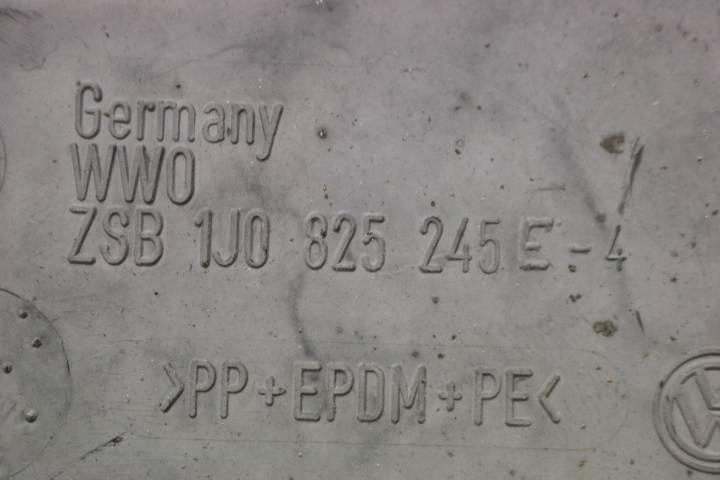 Germany
WWO
ZSB 1J0 825 245 E-4
>PP+EPDM+PE<